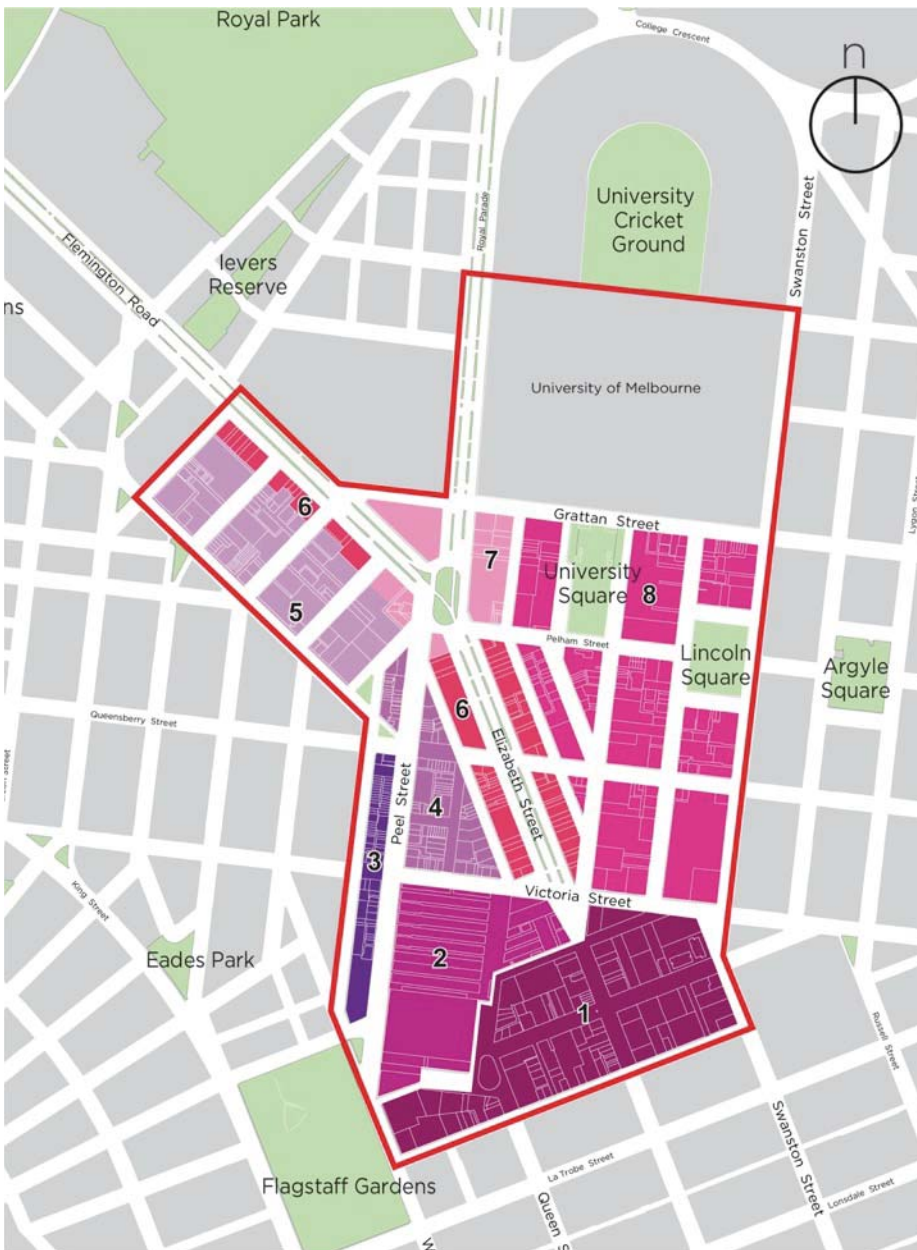 Royal Park
College Crescent
n
University
Cricket
Ground
Swanston Street
Royal Parade
Flemington Road
Ievers
Reserve
ns
University of Melbourne
Lygon Street
Grattan Street
6
7
University
Square
8
5
Pelham Street
Lincoln
Square
Argyle
Square
6
Queensberry Street
Elizabeth Street
Peel Street
4
3
Victoria Street
King Street
Eades Park
2
1
Russell Street
Swanston Street
La Trobe Street
Flagstaff Gardens
Lonsdale Street
Queen S
W